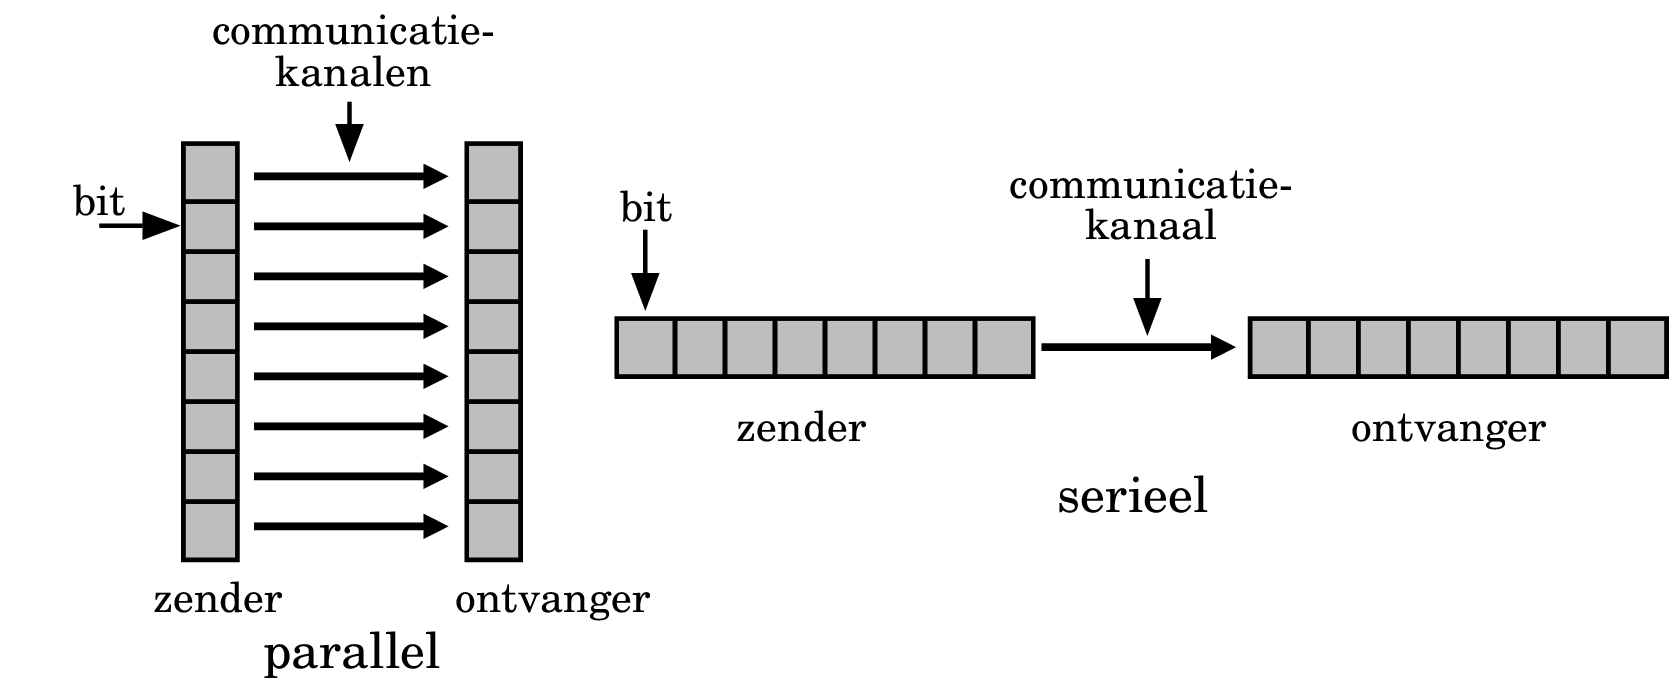 communicatie-
kanalen
bit
zender
ontvanger
parallel
bit
communicatie-
kanaal
zender
ontvanger
serieel